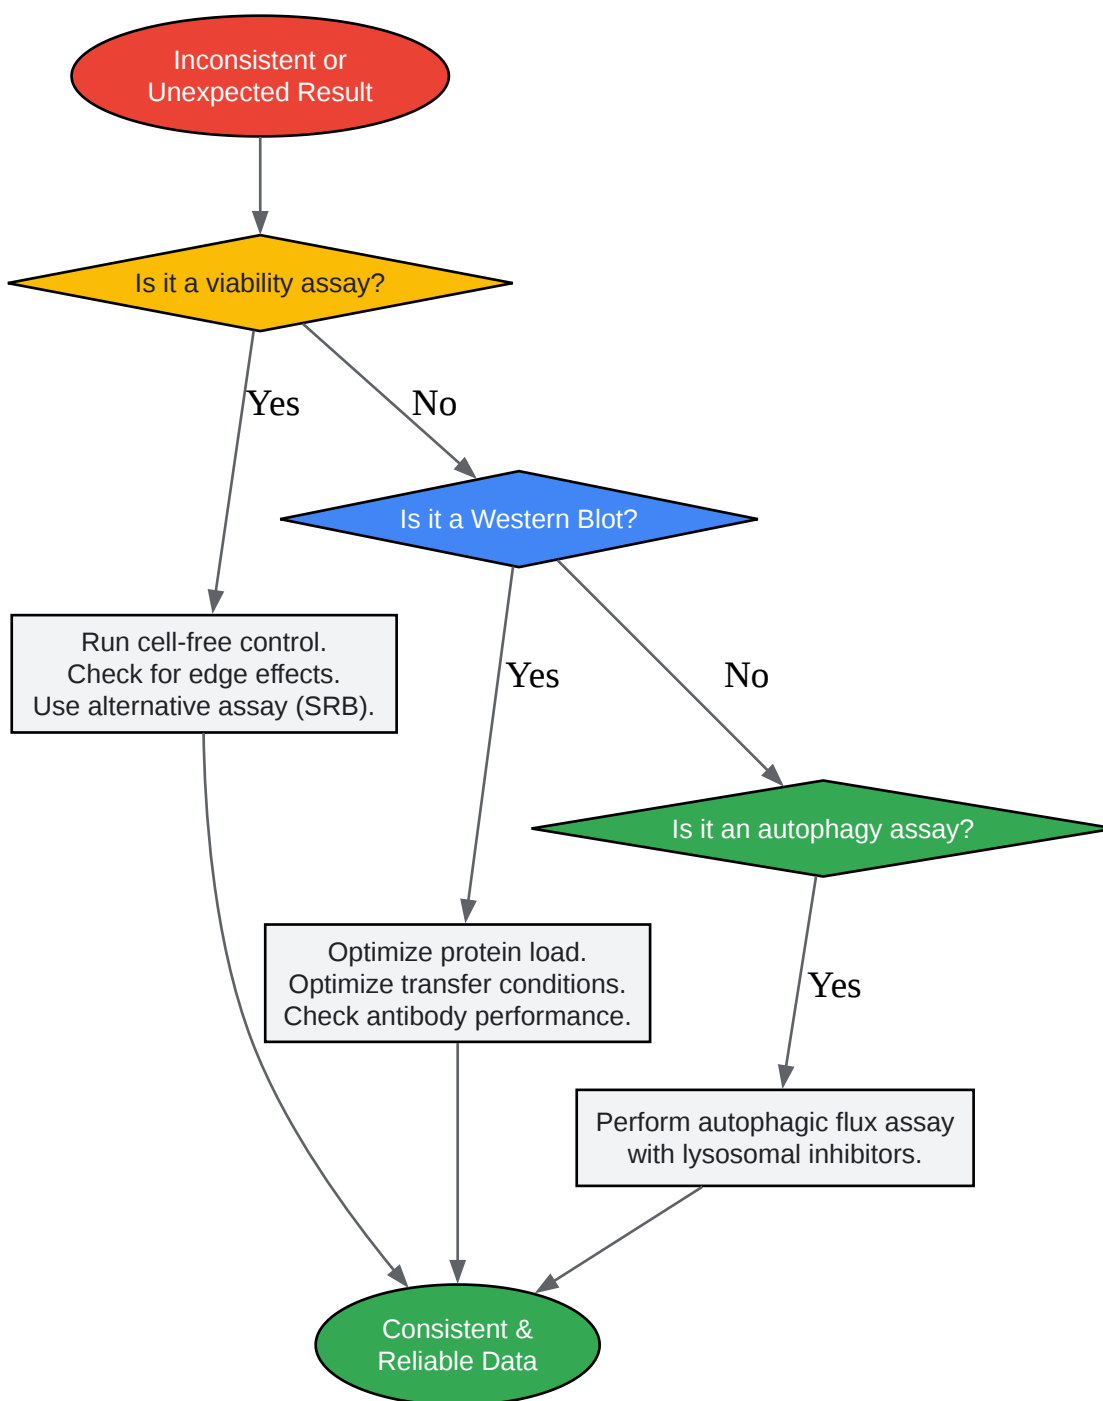 Inconsistent or
Unexpected Result
Is it a viability assay?
Yes
No
Is it a Western Blot?
Run cell-free control.
Check for edge effects.
Use alternative assay (SRB).
Yes
No
Is it an autophagy assay?
Optimize protein load.
Optimize transfer conditions.
Check antibody performance.
Yes
Perform autophagic flux assay
with lysosomal inhibitors.
Consistent &
Reliable Data